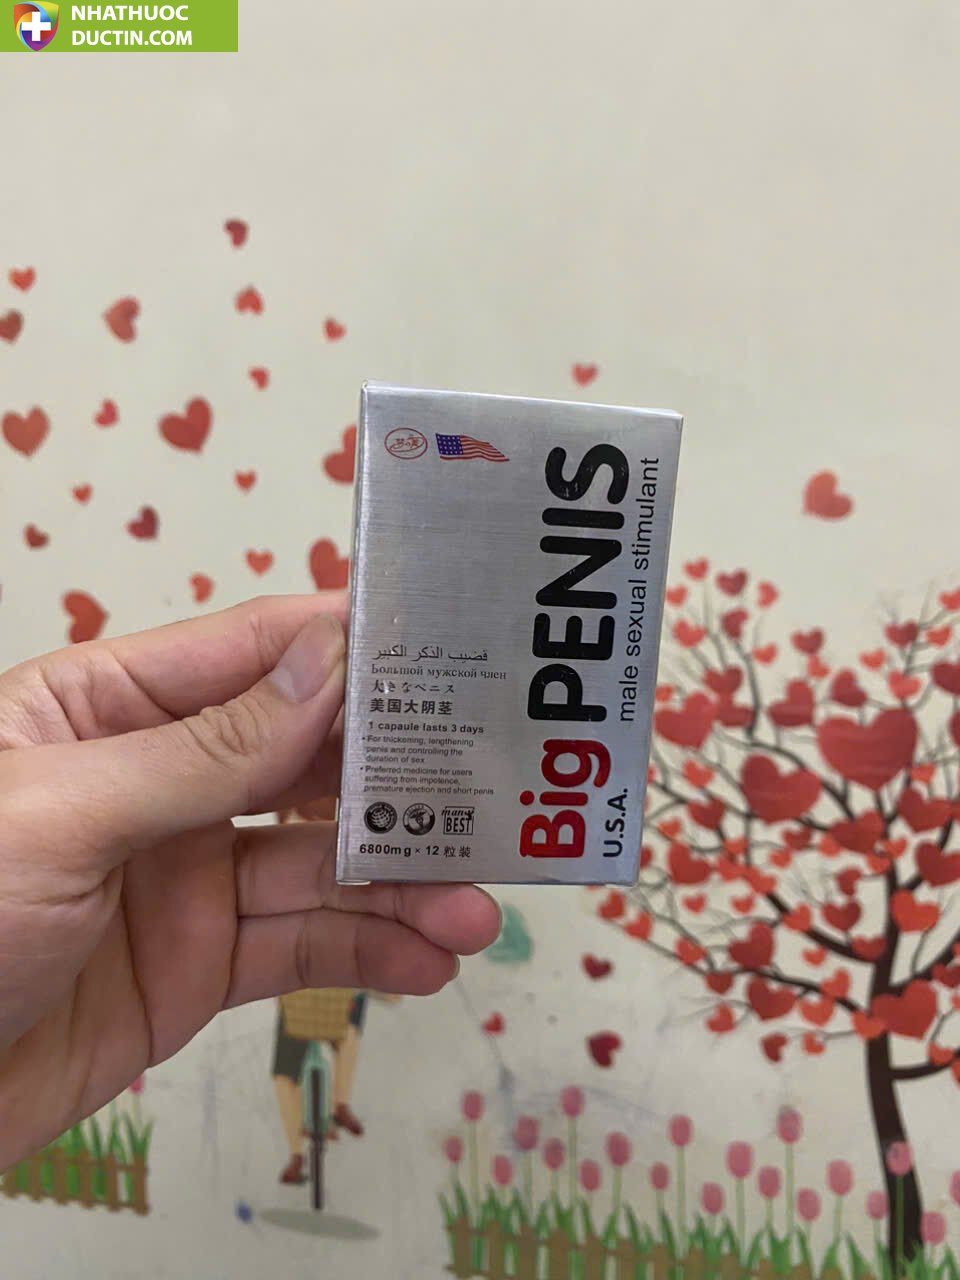 NHATHUOC
DUCTIN.COM
Big PENIS
U.S.A. male sexual stimulant
قضيب الذكر الكبير
Большой мужской член
大きなペニス
美国大阴茎
1 capaule lasts 3 days
• For thickening, lengthening
penis and controlling the
duration of sex
• Preferred medicine for users
suffering from impotence,
premature ejection and short penis
man's
BEST
6800mg × 12 粒装